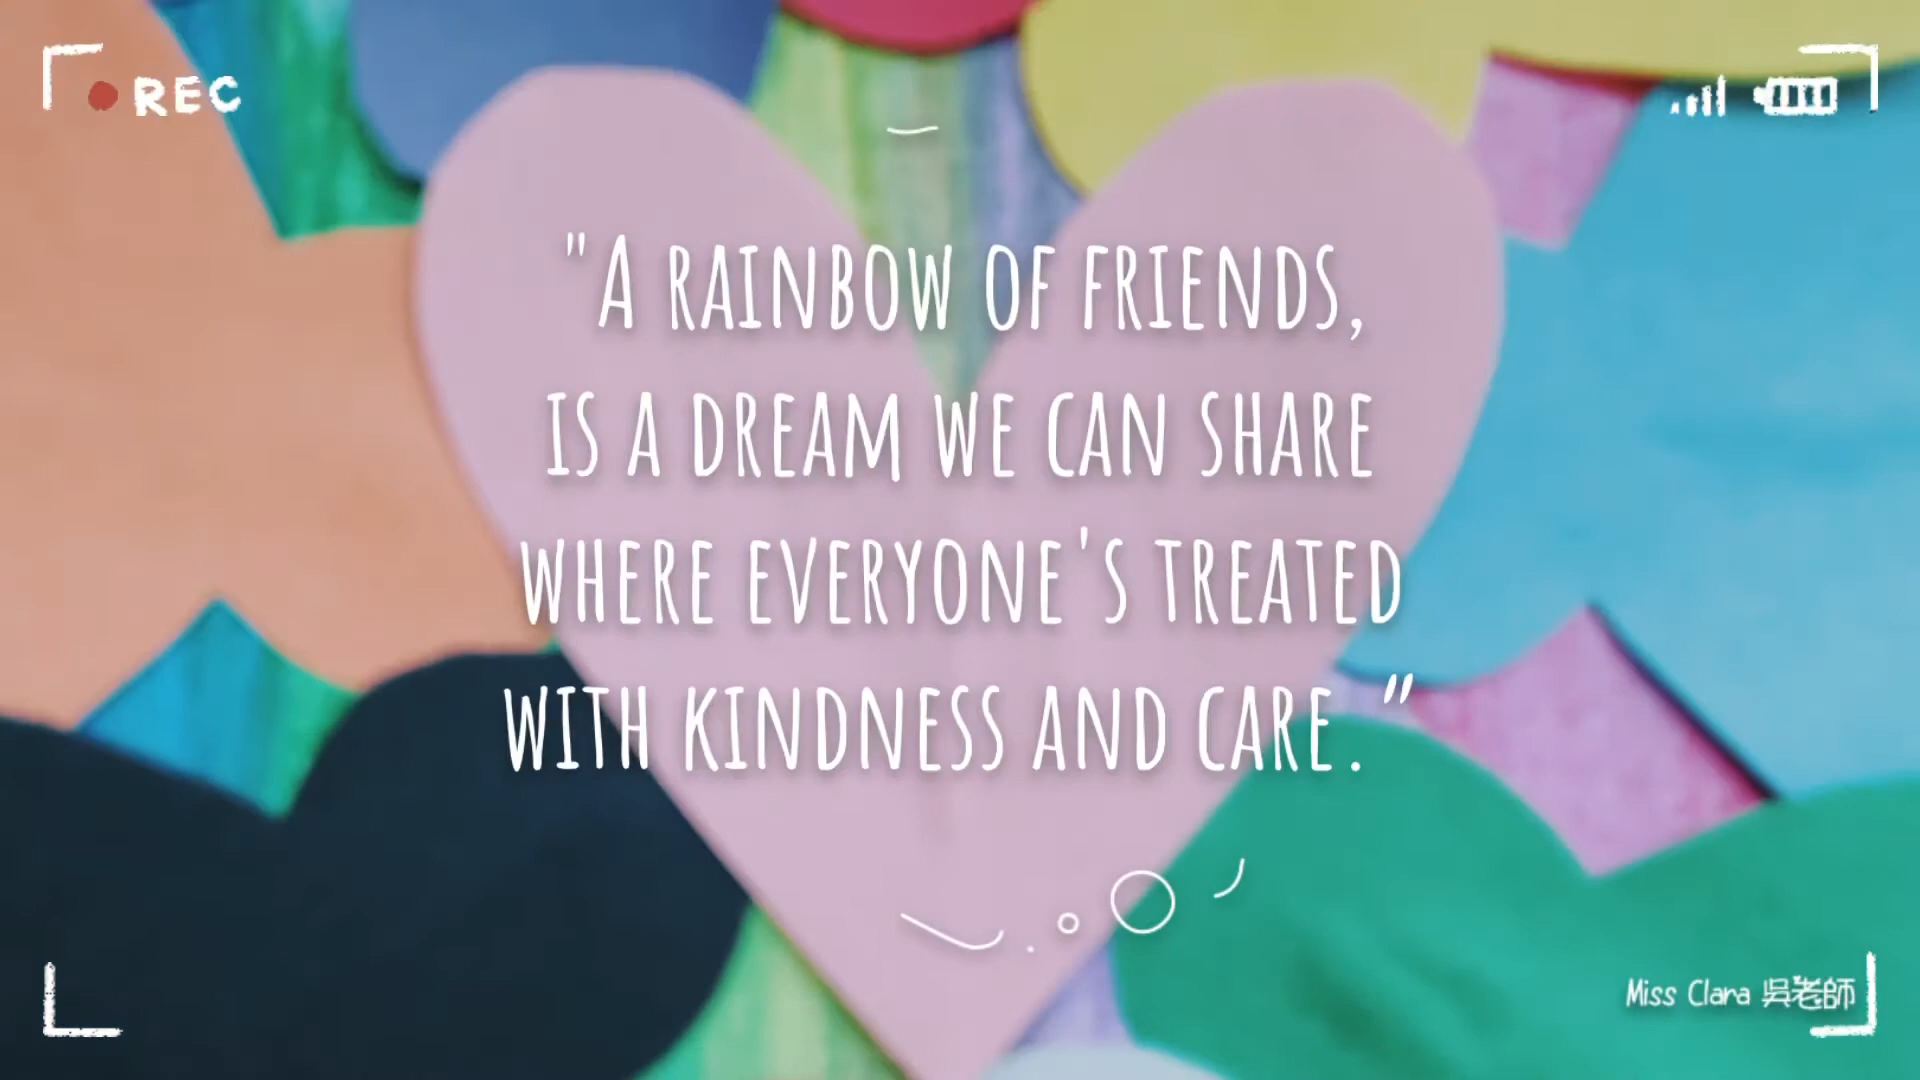 REC
"A RAINBOW OF FRIENDS,
IS A DREAM WE CAN SHARE
WHERE EVERYONE'S TREATED
WITH KINDNESS AND CARE.”
Miss Clara 吳老師